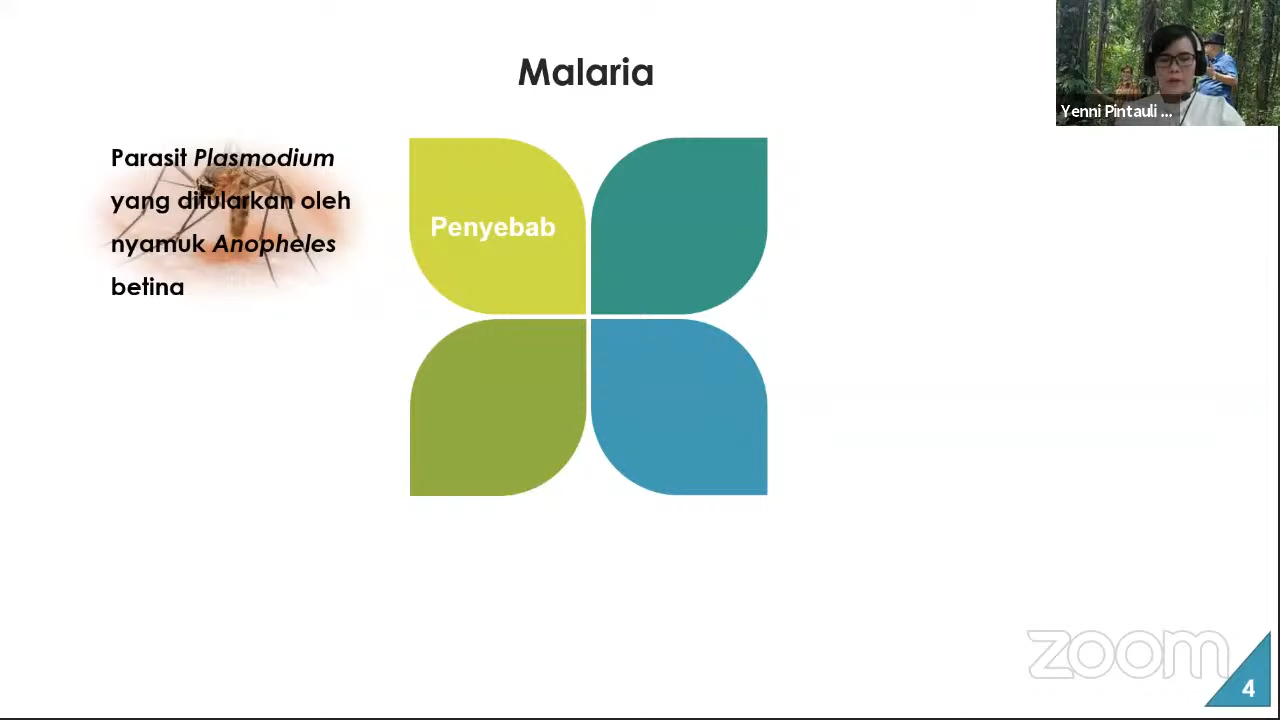 Malaria
Yenni Pintauli ...
Parasit Plasmodium
yang ditularkan oleh
nyamuk Anopheles
betina
Penyebab
zoom
4